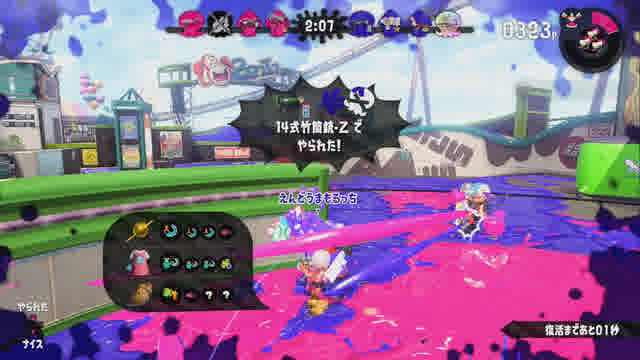 2:07
0323p
14式竹筒銃・乙で
やられた！
えんどうまもるっち
? ?
やられた
ナイス
復活まであと01秒